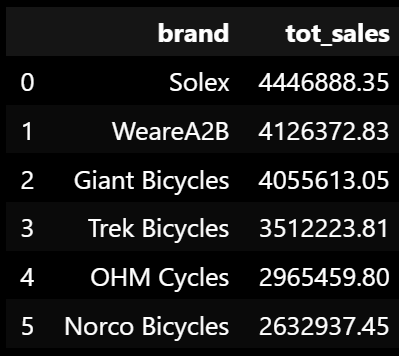 brand tot_sales
0 Solex 4446888.35
1 WeareA2B 4126372.83
2 Giant Bicycles 4055613.05
3 Trek Bicycles 3512223.81
4 OHM Cycles 2965459.80
5 Norco Bicycles 2632937.45